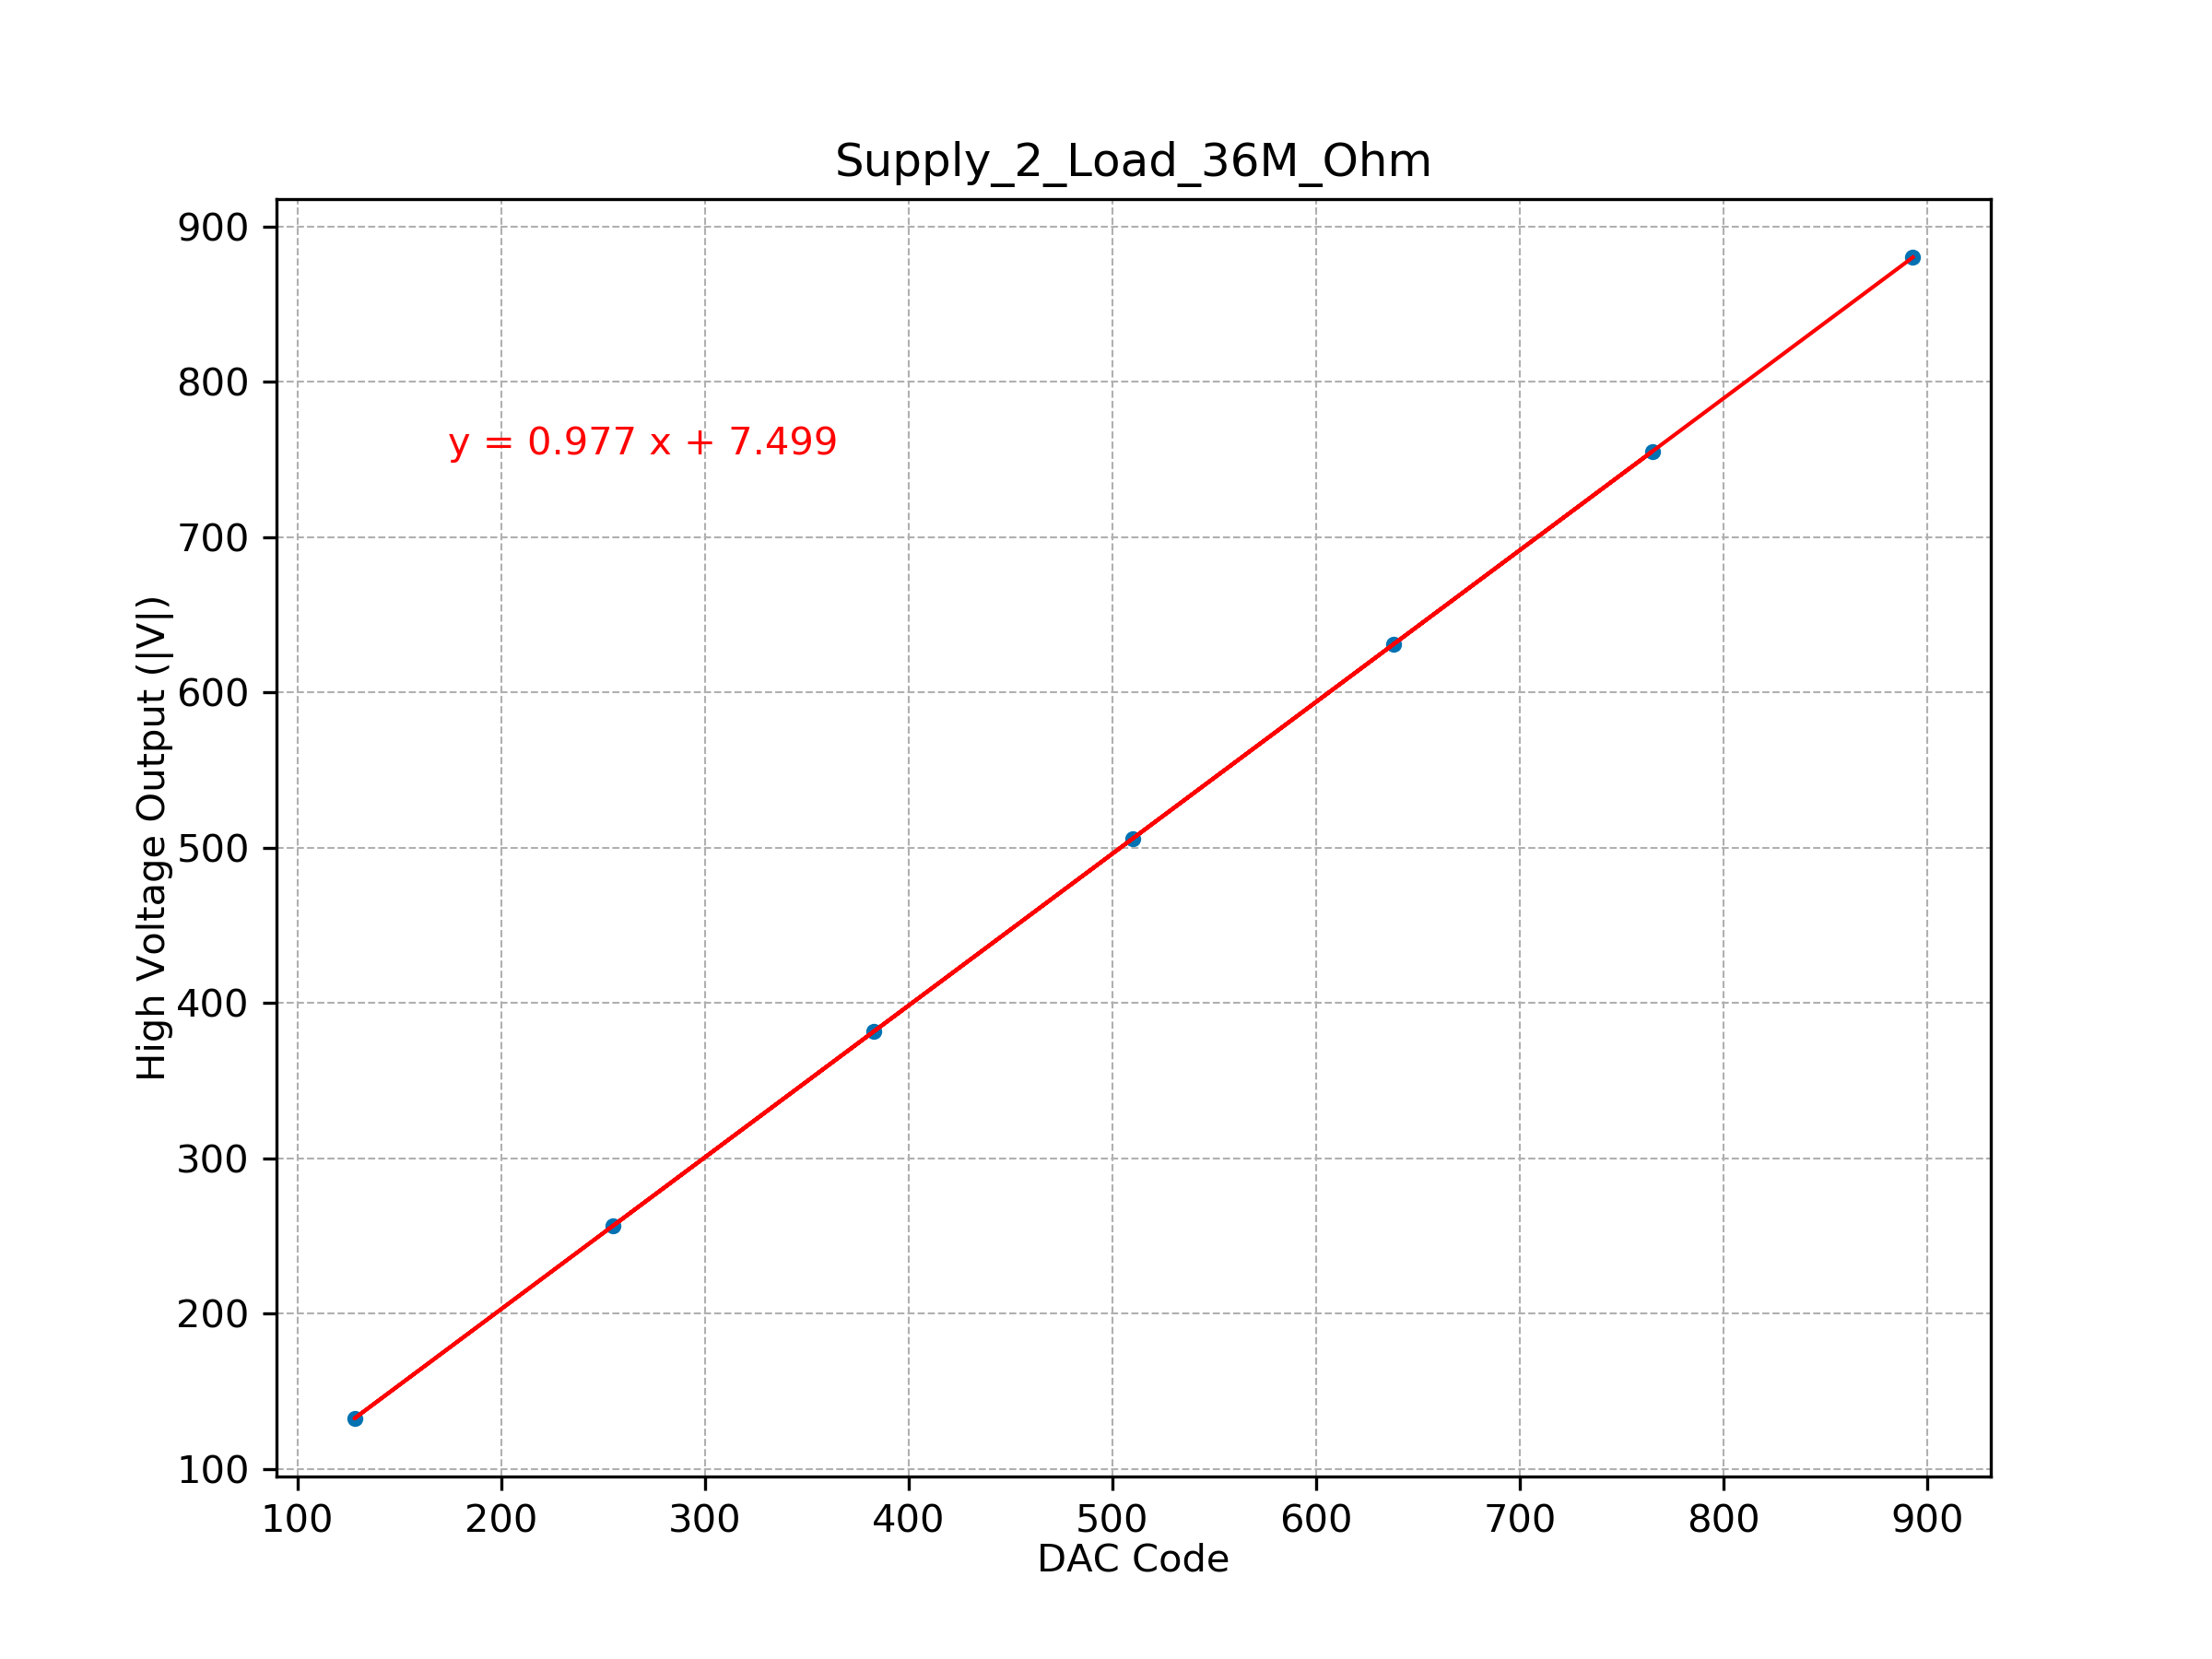 Supply_2_Load_36M_Ohm
900
800
y = 0.977 x + 7.499
700
600
High Voltage Output (|V|)
500
400
300
200
100
100 200 300 400 500 600 700 800 900
DAC Code